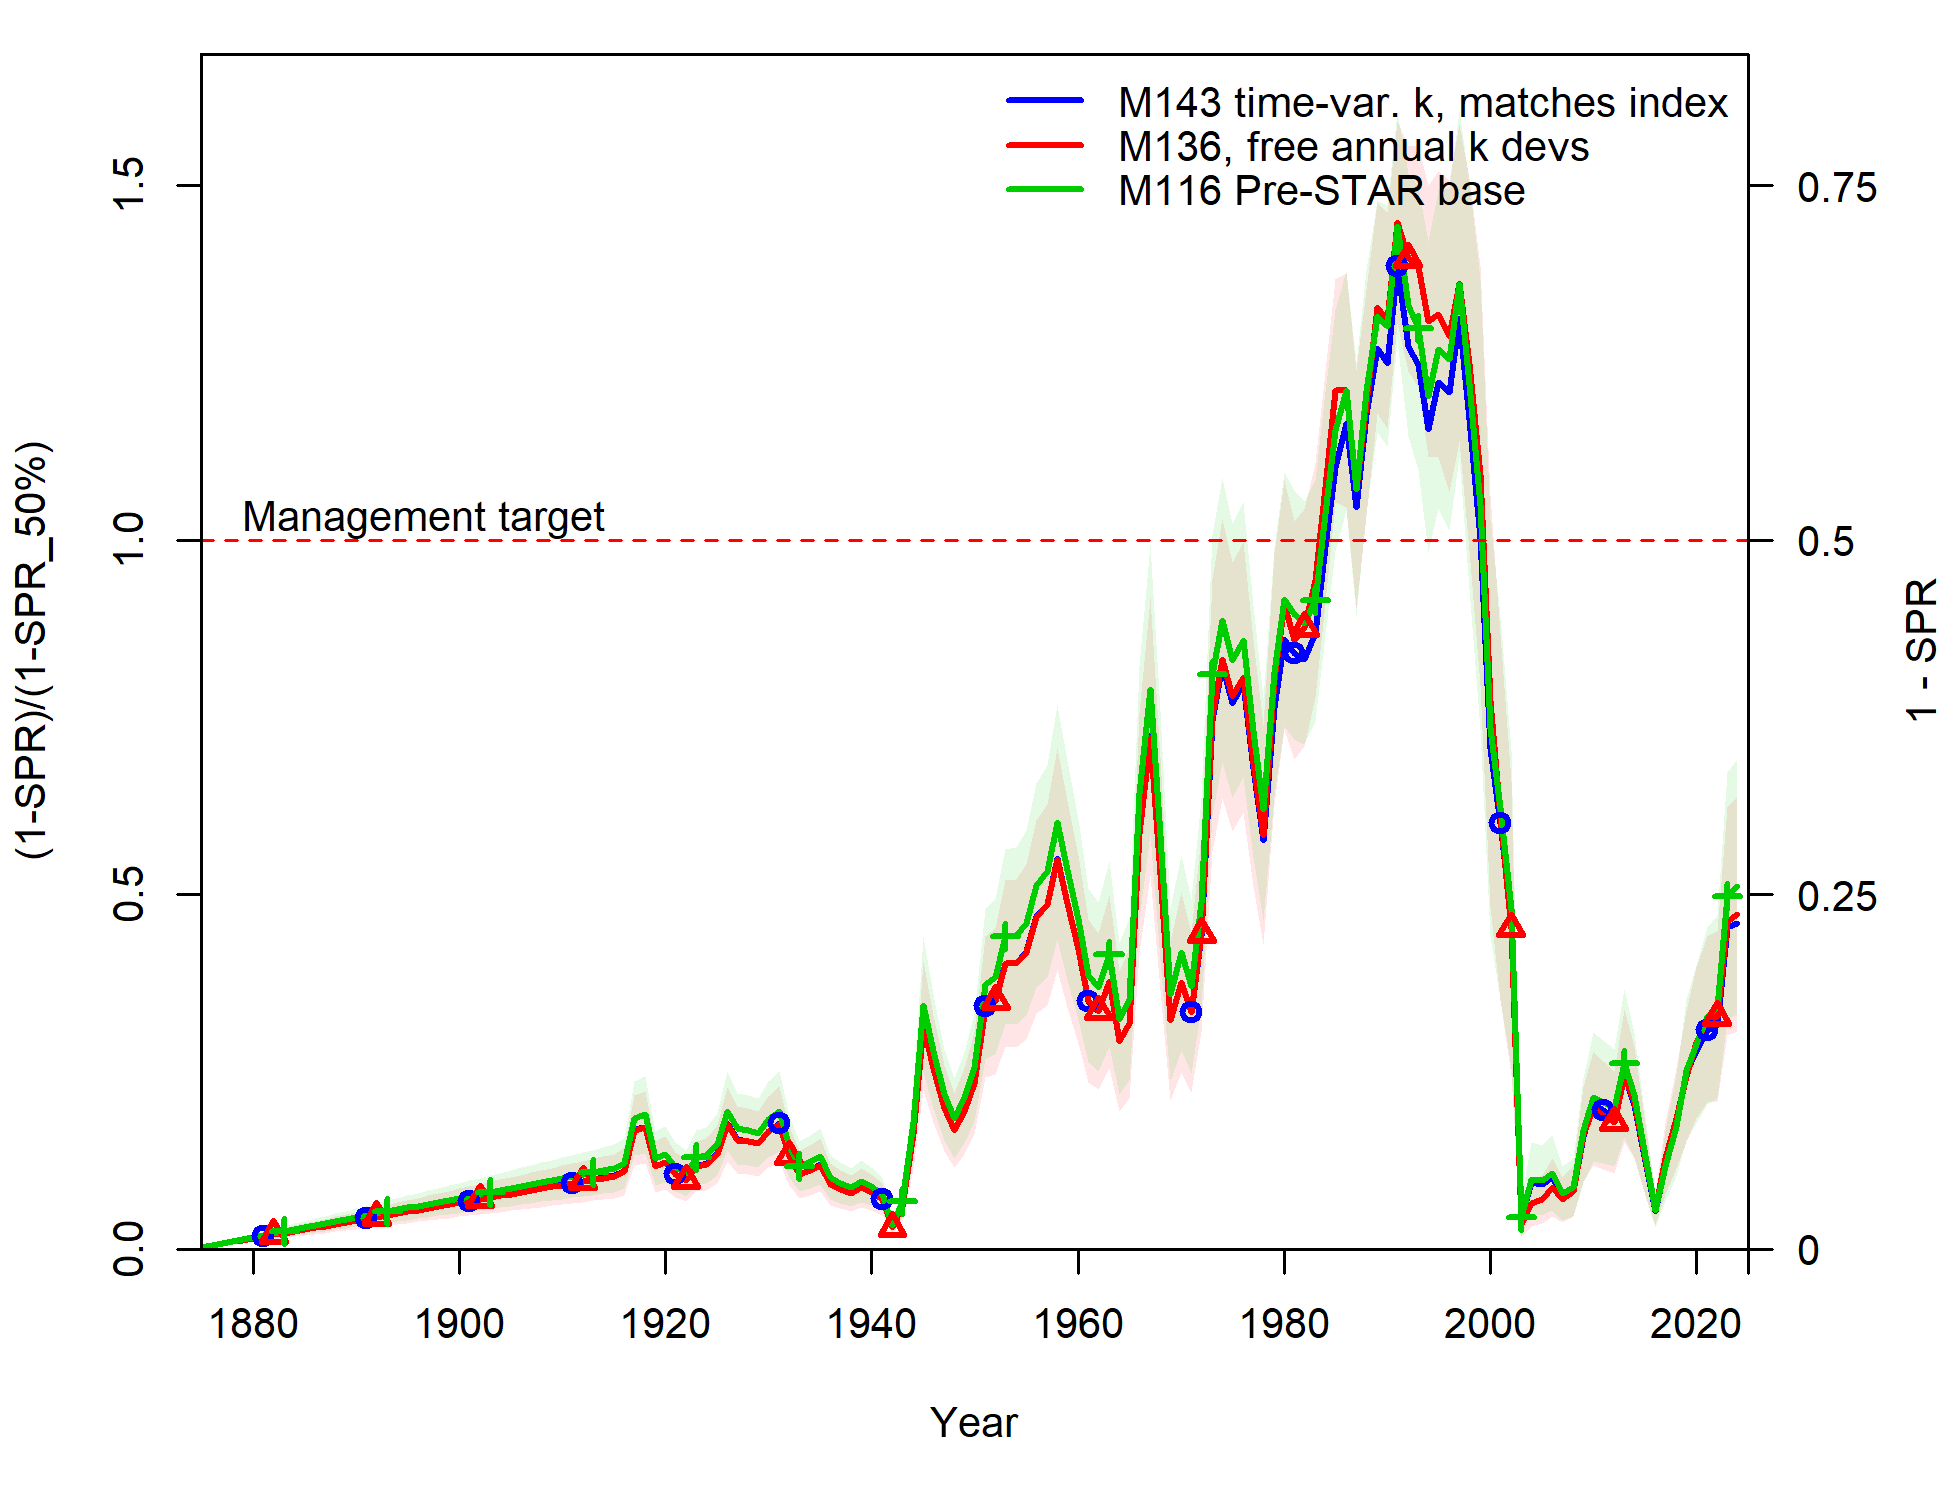 M143 time-var. k, matches index
M136, free annual k devs
M116 Pre-STAR base
Management target
(1-SPR)/(1-SPR_50%)
0.0
0.5
1.0
1.5
1 - SPR
0
0.25
0.5
0.75
1880
1900
1920
1940
1960
1980
2000
2020
Year